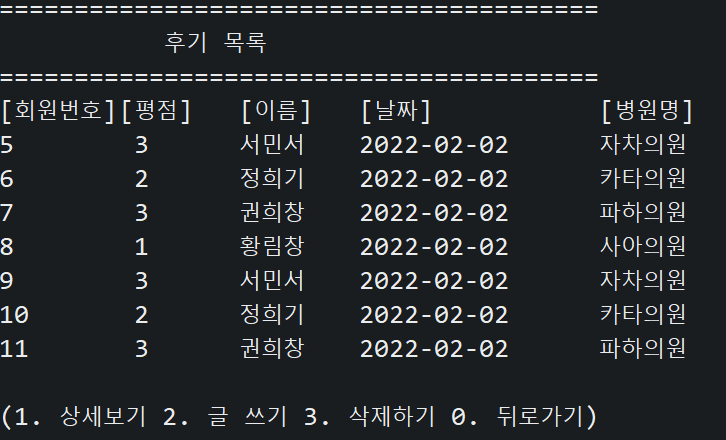 ========================================
후기 목록
========================================
[회원번호][평점] [이름] [날짜] [병원명]
5 3 서민서 2022-02-02 자차의원
6 2 정희기 2022-02-02 카타의원
7 3 권희창 2022-02-02 파하의원
8 1 황림창 2022-02-02 사아의원
9 3 서민서 2022-02-02 자차의원
10 2 정희기 2022-02-02 카타의원
11 3 권희창 2022-02-02 파하의원
(1. 상세보기 2. 글 쓰기 3. 삭제하기 0. 뒤로가기)